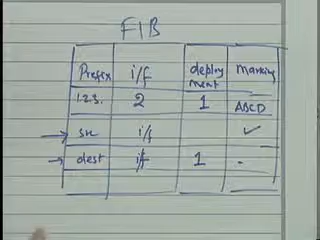 FIB
Prefix i/f deploy ment marking
1.2.3. 2 1 ABCD
src i/f ✓
dest i/f 1 -